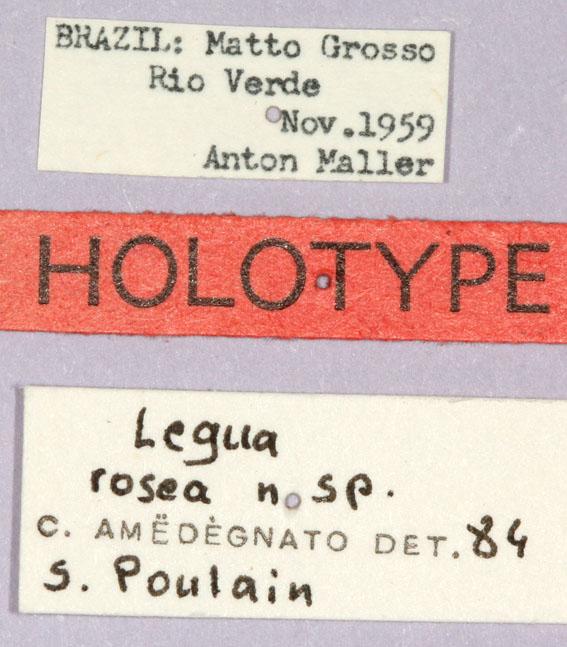 BRAZIL: Matto Grosso
Rio Verde
Nov.1959
Anton Maller
HOLOTYPE
Legua
rosea n. sp.
C. AMËDÈGNATO DET. 84
S. Poulain